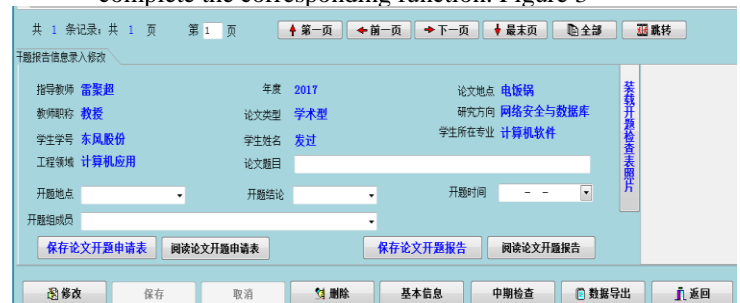 complete the corresponding function. Figure 3
共 1 条记录，共 1 页 第 1 页 第一页 前一页 下一页 最末页 全部 跳转
开题报告信息录入修改
指导教师 雷聚超 年度 2017 论文地点 电饭锅
教师职称 教授 论文类型 学术型 研究方向 网络安全与数据库
学生学号 东风股份 学生姓名 发过 学生所在专业 计算机软件
工程领域 计算机应用 论文题目
开题地点 开题结论 开题时间 - -
开题组成员
装载开题检查表照片
保存论文开题申请表 阅读论文开题申请表 保存论文开题报告 阅读论文开题报告
修改 保存 取消 删除 基本信息 中期检查 数据导出 返回